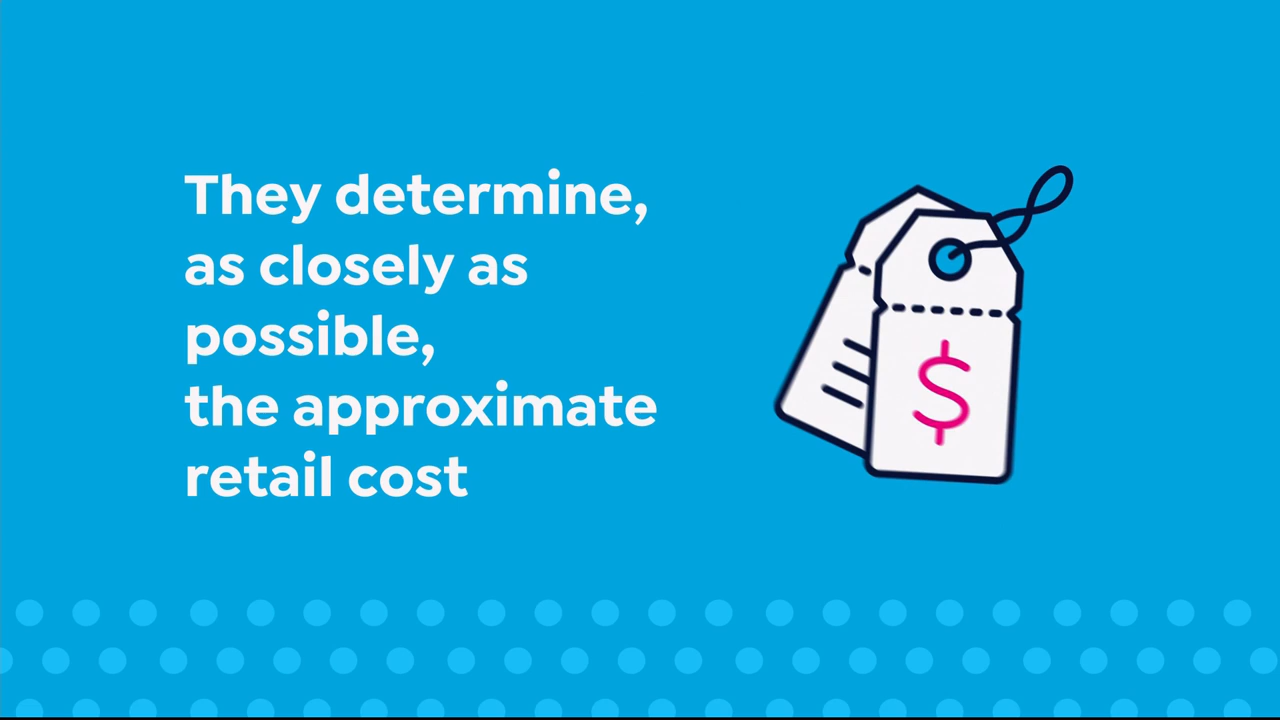 They determine,
as closely as
possible,
the approximate
retail cost
$